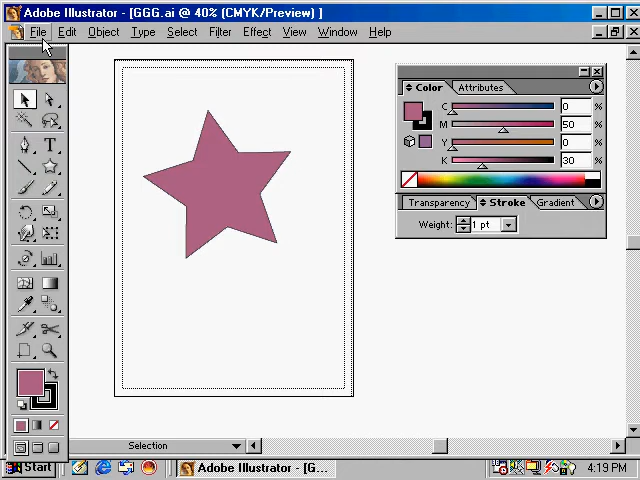 Adobe Illustrator - [GGG.ai @ 40% (CMYK/Preview) ]
File Edit Object Type Select Filter Effect View Window Help
Color Attributes
C 0 %
M 50 %
Y 0 %
K 30 %
Transparency Stroke Gradient
Weight: 1 pt
T
Selection
Start Adobe Illustrator - [G... 4:19 PM